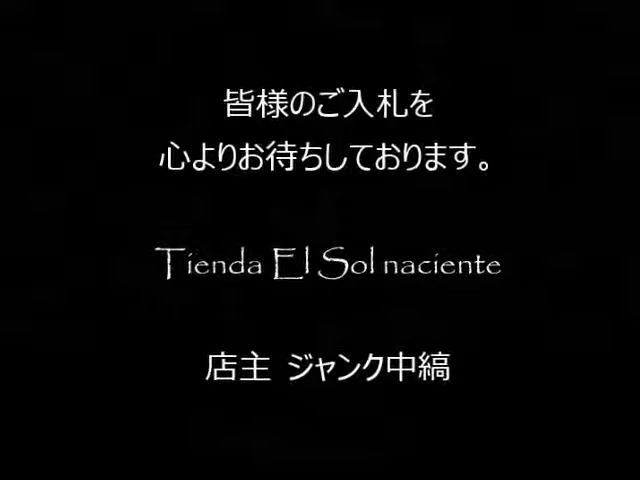 皆様のご入札を
心よりお待ちしております。
Tienda El Sol naciente
店主 ジャンク中縞